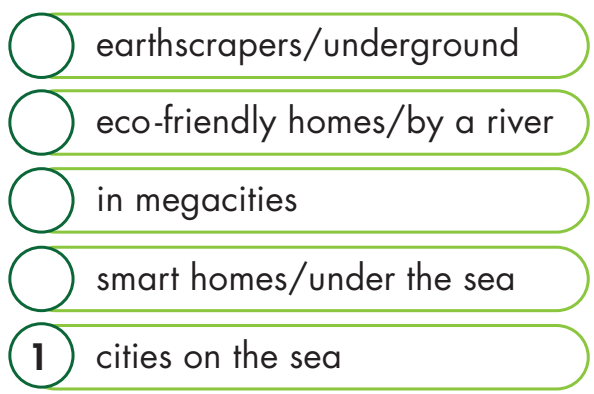 earthscrapers/underground
eco-friendly homes/by a river
in megacities
smart homes/under the sea
1 cities on the sea